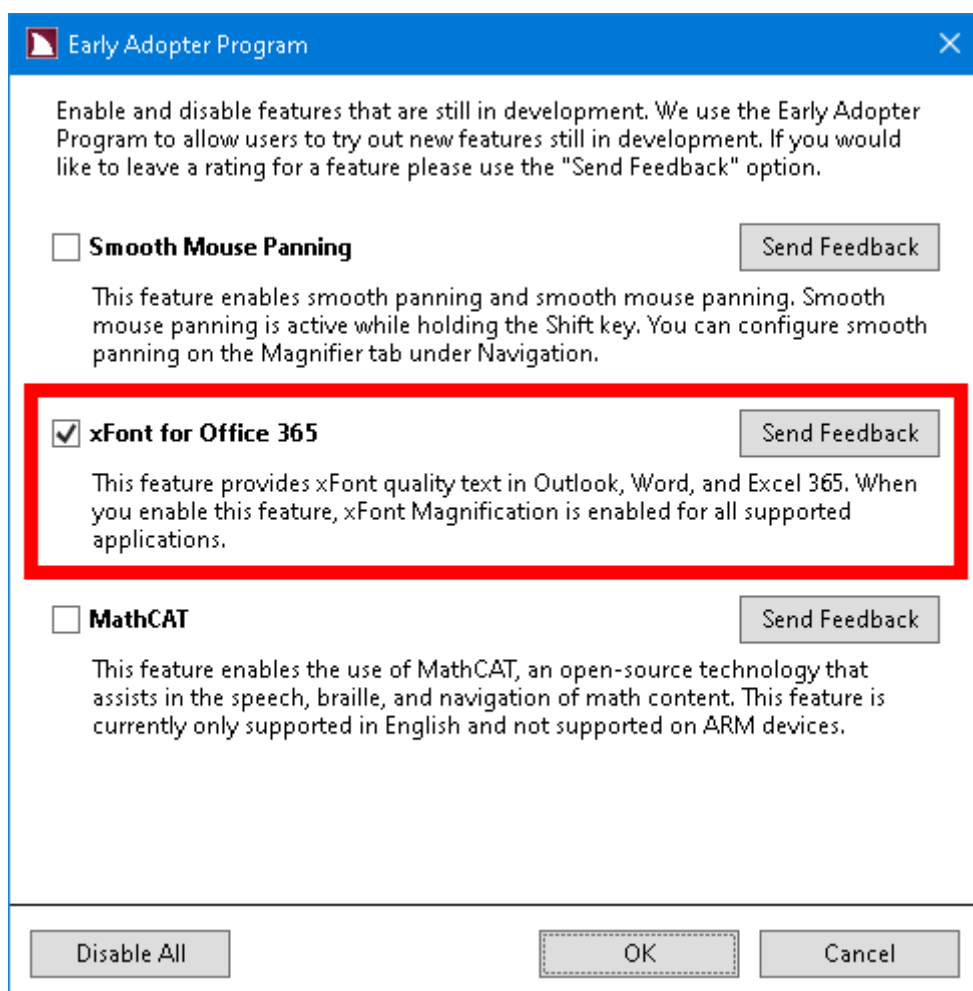 Early Adopter Program
Enable and disable features that are still in development. We use the Early Adopter
Program to allow users to try out new features still in development. If you would
like to leave a rating for a feature please use the "Send Feedback" option.
Smooth Mouse Panning
Send Feedback
This feature enables smooth panning and smooth mouse panning. Smooth
mouse panning is active while holding the Shift key. You can configure smooth
panning on the Magnifier tab under Navigation.
xFont for Office 365
Send Feedback
This feature provides xFont quality text in Outlook, Word, and Excel 365. When
you enable this feature, xFont Magnification is enabled for all supported
applications.
MathCAT
Send Feedback
This feature enables the use of MathCAT, an open-source technology that
assists in the speech, braille, and navigation of math content. This feature is
currently only supported in English and not supported on ARM devices.
Disable All
OK
Cancel